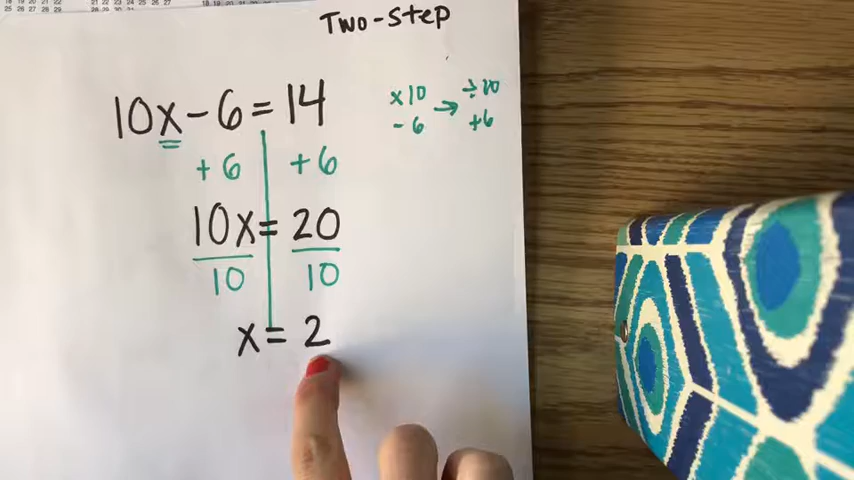 Two-Step
10x - 6 = 14
x10 → ÷10
-6 +6
+6 +6
10x = 20
10 10
x = 2